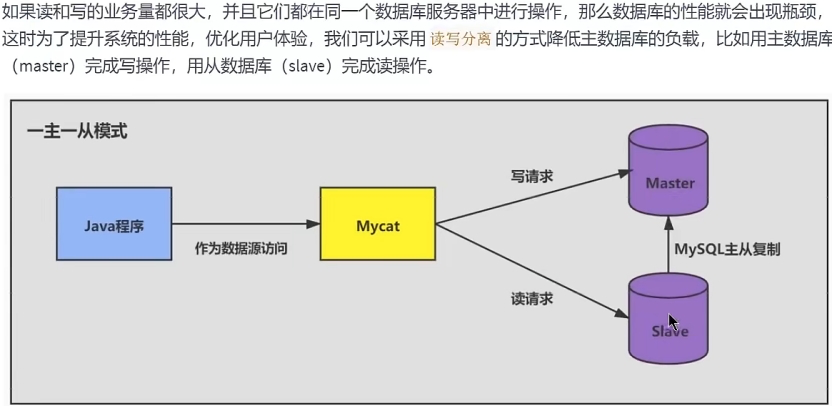 如果读和写的业务量都很大，并且它们都在同一个数据库服务器中进行操作，那么数据库的性能就会出现瓶颈，
这时为了提升系统的性能，优化用户体验，我们可以采用 读写分离 的方式降低主数据库的负载，比如用主数据库
（master）完成写操作，用从数据库（slave）完成读操作。
一主一从模式
写请求
Master
Java程序
Mycat
作为数据源访问
MySQL主从复制
读请求
Slave